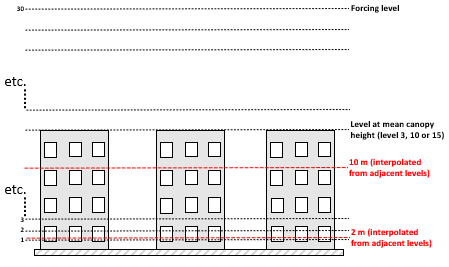 30
Forcing level
etc.
Level at mean canopy
height (level 3, 10 or 15)
10 m (interpolated
from adjacent levels)
etc.
3
2
1
2 m (interpolated
from adjacent levels)